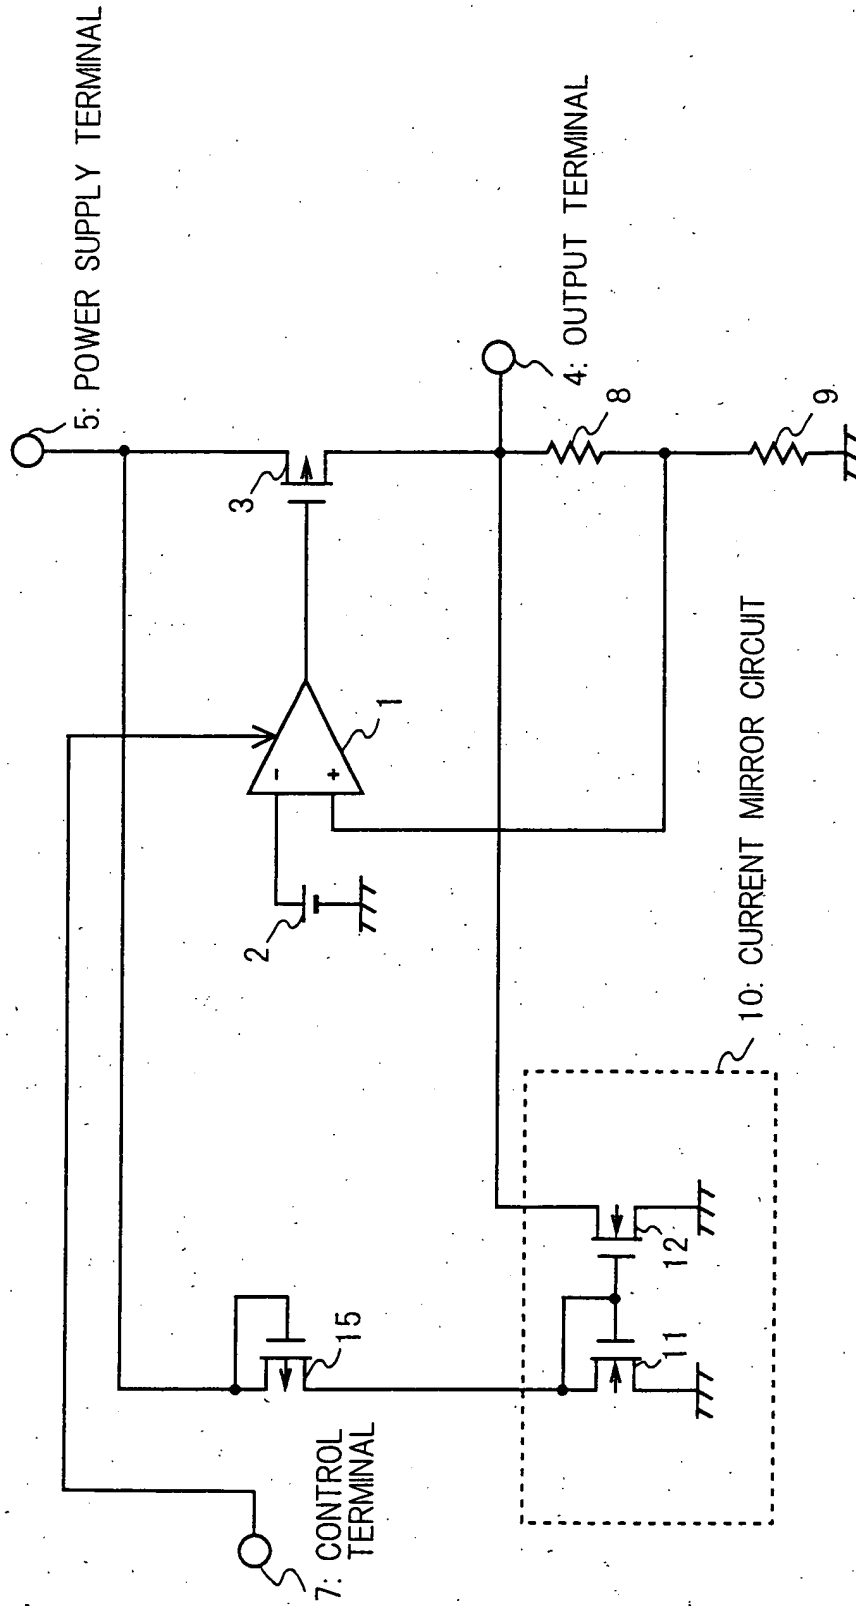 5: POWER SUPPLY TERMINAL
3
4: OUTPUT TERMINAL
8
9
1
-
+
2
10: CURRENT MIRROR CIRCUIT
15
12
11
7: CONTROL
TERMINAL